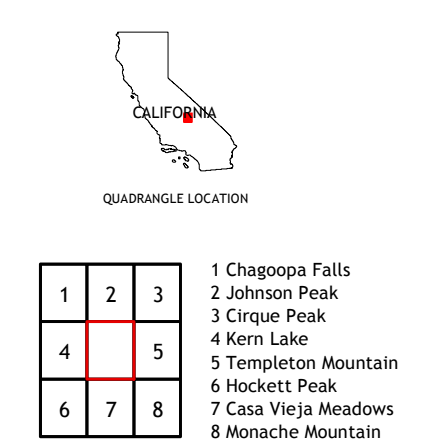 CALIFORNIA
QUADRANGLE LOCATION
1 2 3
4 5
6 7 8
1 Chagoopa Falls
2 Johnson Peak
3 Cirque Peak
4 Kern Lake
5 Templeton Mountain
6 Hockett Peak
7 Casa Vieja Meadows
8 Monache Mountain